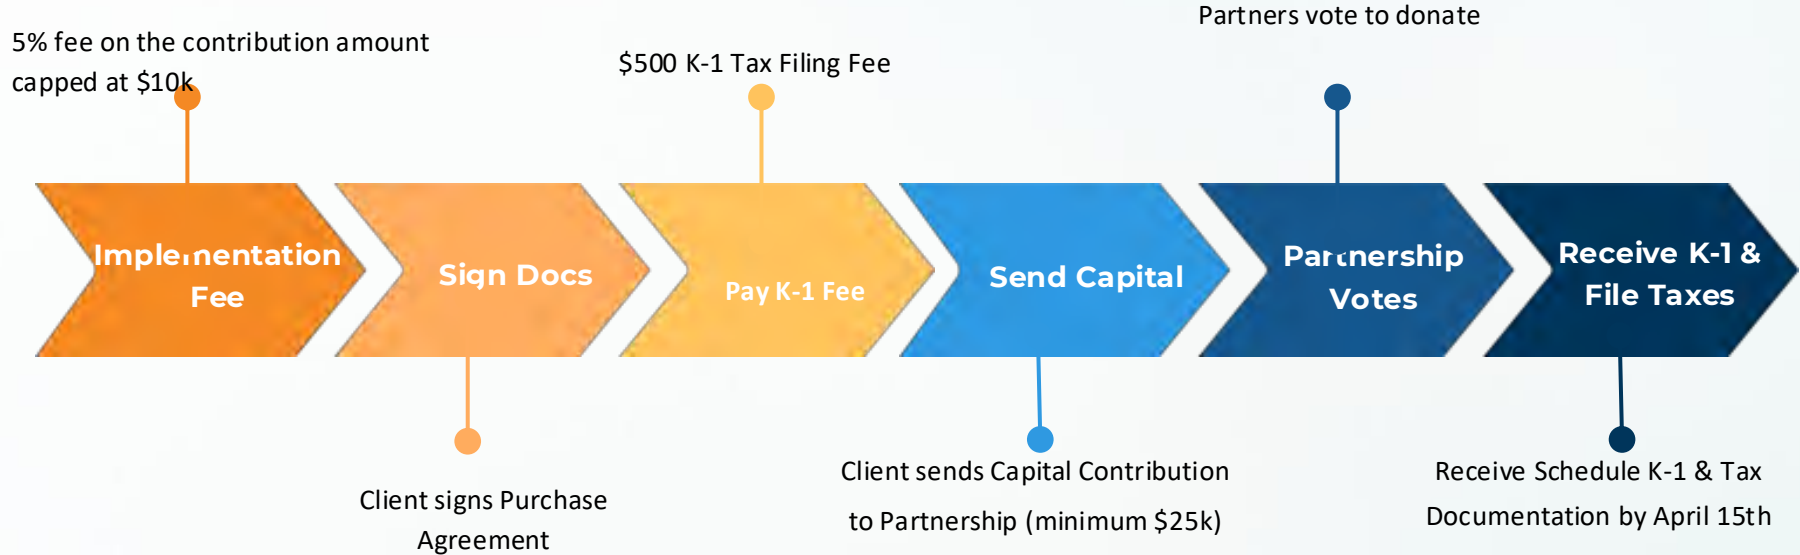 Partners vote to donate
5% fee on the contribution amount
capped at $10k
$500 K-1 Tax Filing Fee
Implementation
Fee
Sign Docs
Pay K-1 Fee
Send Capital
Partnership
Votes
Receive K-1 &
File Taxes
Client signs Purchase
Agreement
Client sends Capital Contribution
to Partnership (minimum $25k)
Receive Schedule K-1 & Tax
Documentation by April 15th